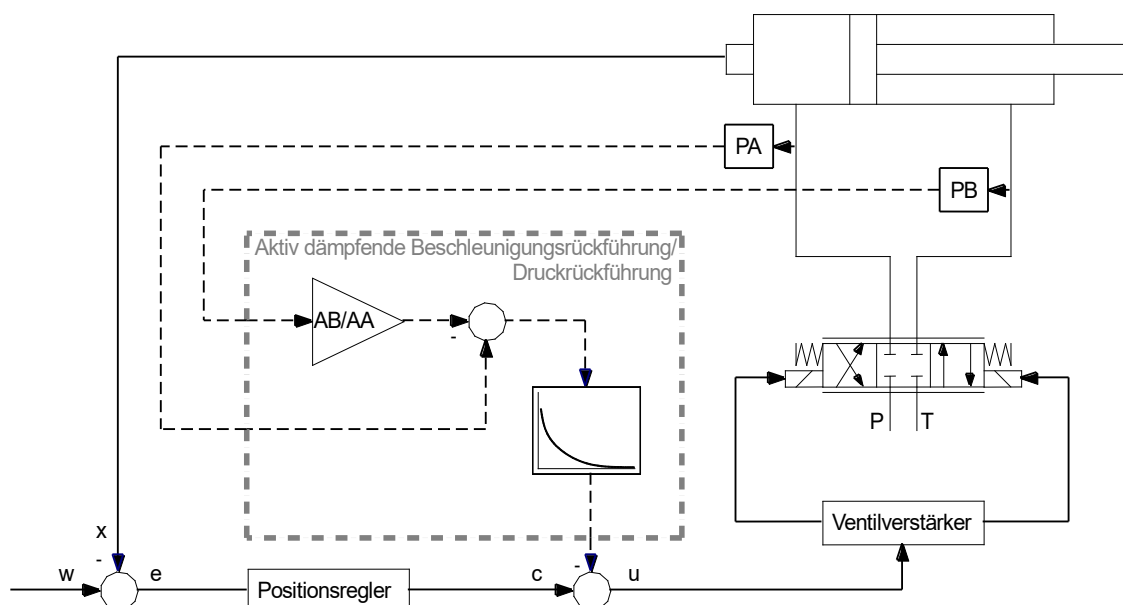 PA
PB
Aktiv dämpfende Beschleunigungsrückführung/
Druckrückführung
AB/AA
-
P T
Ventilverstärker
x
-
w e Positionsregler c - u